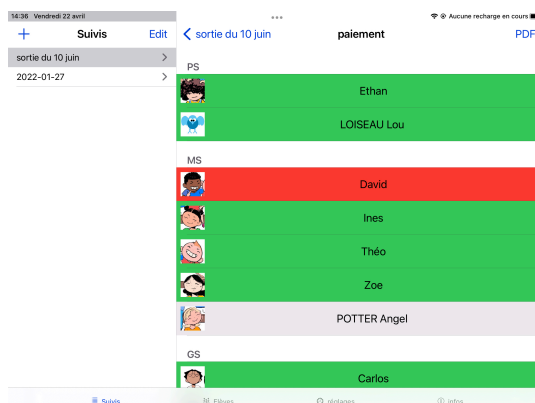 14:36 Vendredi 22 avril
Aucune recharge en cours
Suivis
Edit
sortie du 10 juin
paiement
PDF
sortie du 10 juin
2022-01-27
PS
Ethan
LOISEAU Lou
MS
David
Ines
Théo
Zoe
POTTER Angel
GS
Carlos
Suivis
Elèves
réglages
infos